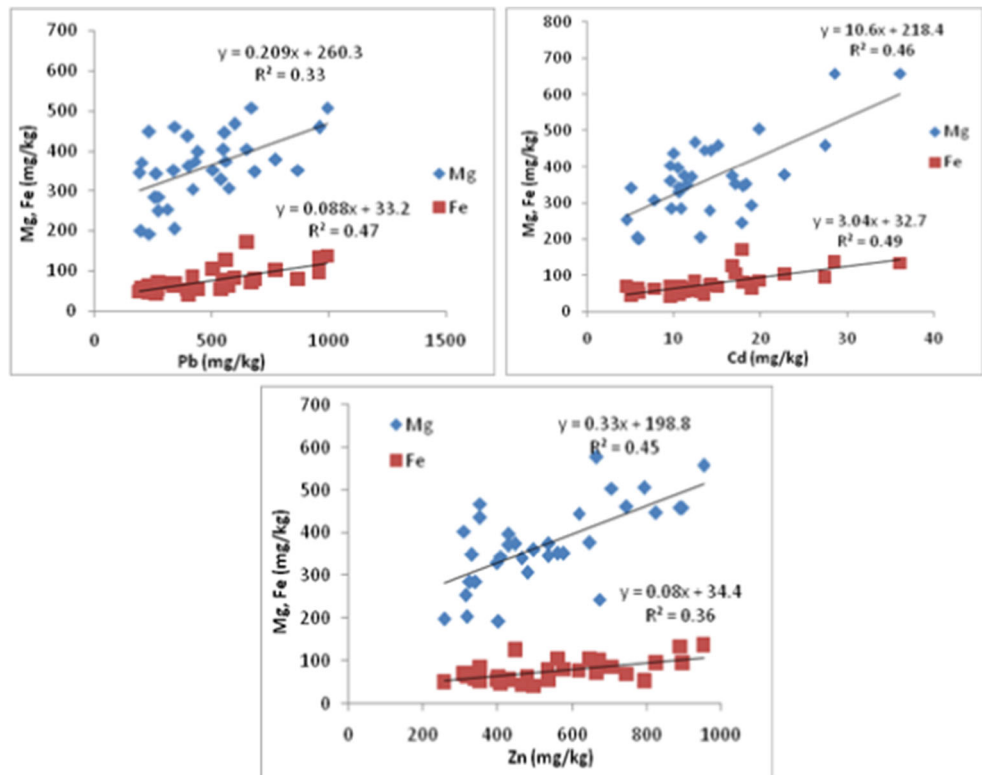 700
600
500
400
300
200
100
0
Mg, Fe (mg/kg)
y = 0.209x + 260.3
R² = 0.33
Mg
Fe
y = 0.088x + 33.2
R² = 0.47
0 500 1000 1500
Pb (mg/kg)
800
700
600
500
400
300
200
100
0
Mg, Fe (mg/kg)
y = 10.6x + 218.4
R² = 0.46
Mg
Fe
y = 3.04x + 32.7
R² = 0.49
0 10 20 30 40
Cd (mg/kg)
700
600
500
400
300
200
100
0
Mg, Fe (mg/kg)
Mg
Fe
y = 0.33x + 198.8
R² = 0.45
y = 0.08x + 34.4
R² = 0.36
0 200 400 600 800 1000
Zn (mg/kg)